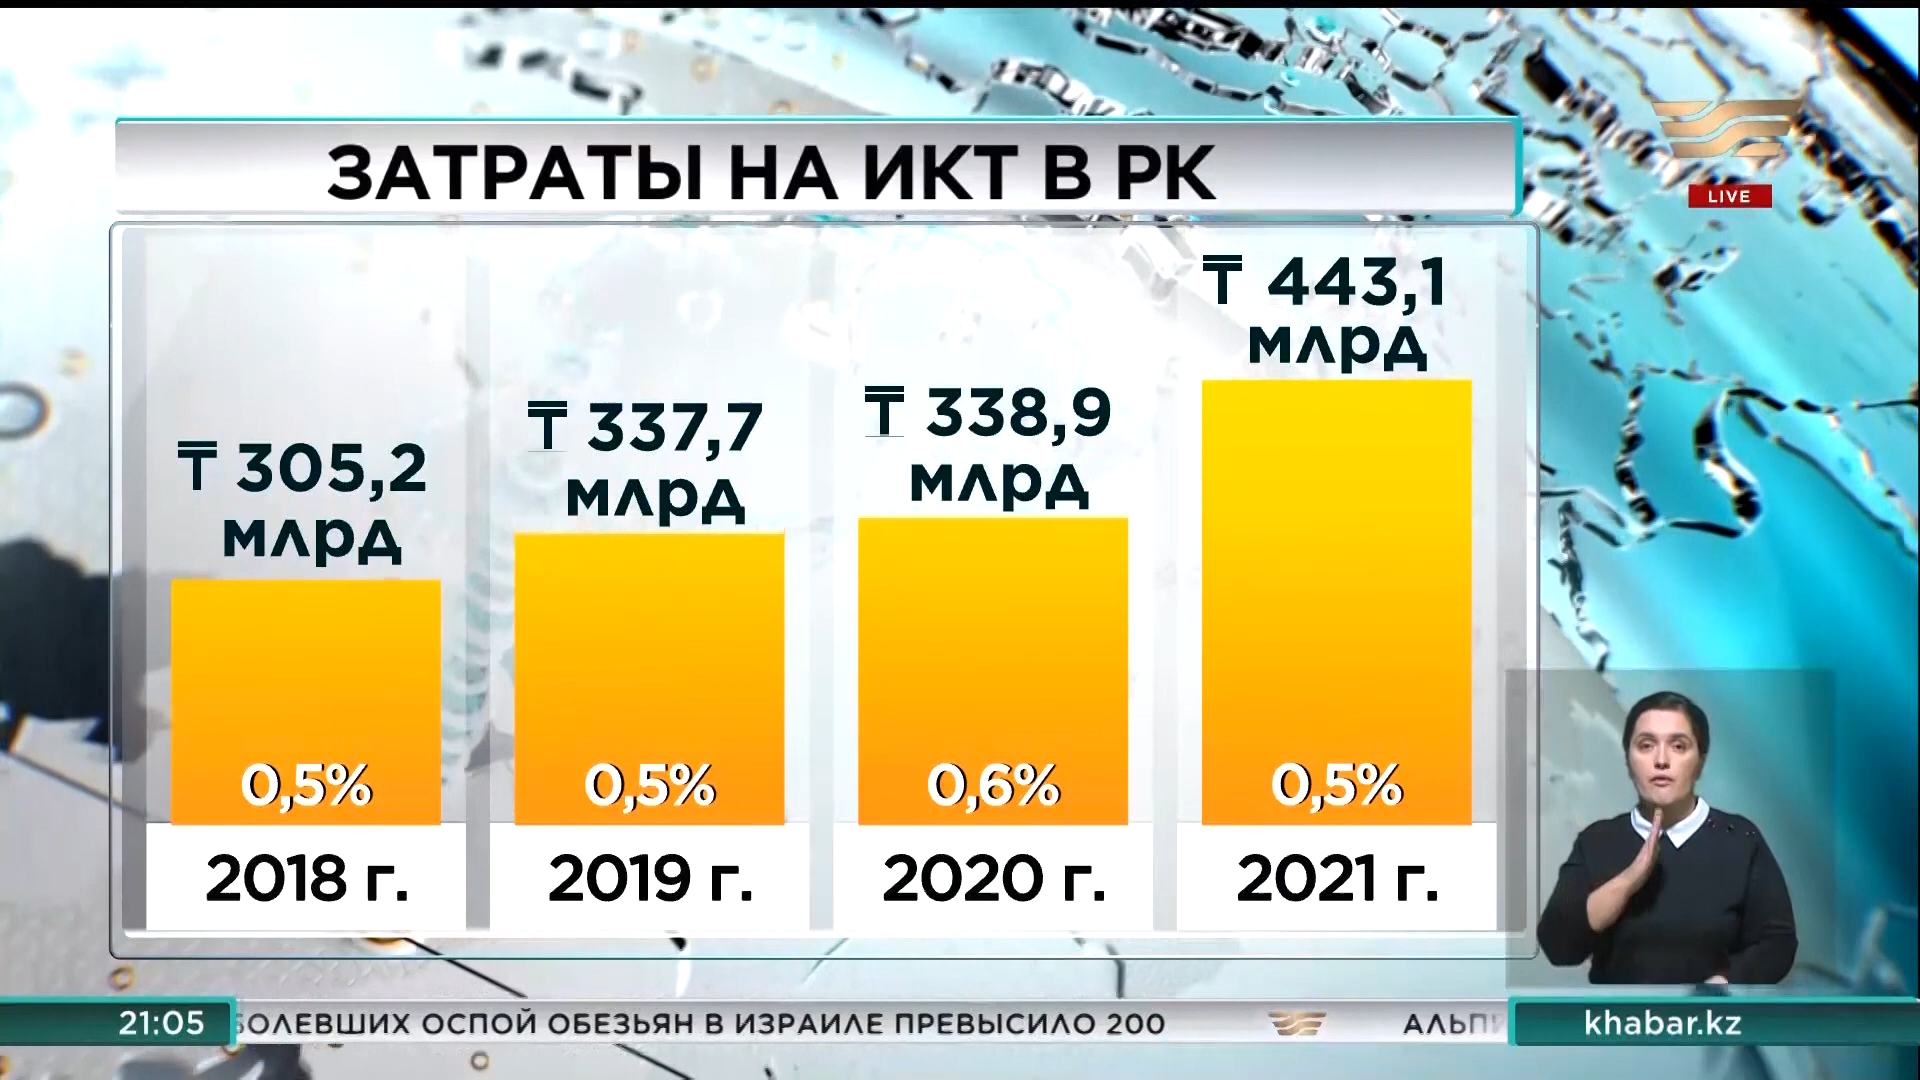 ЗАТРАТЫ НА ИКТ В РК
LIVE
₸ 305,2
млрд
₸ 337,7
млрд
₸ 338,9
млрд
₸ 443,1
млрд
0,5%
0,5%
0,6%
0,5%
2018 г.
2019 г.
2020 г.
2021 г.
21:05
ОСПОЙ ОБЕЗЬЯН В ИЗРАИЛЕ ПРЕВЫСИЛО 200
khabar.kz